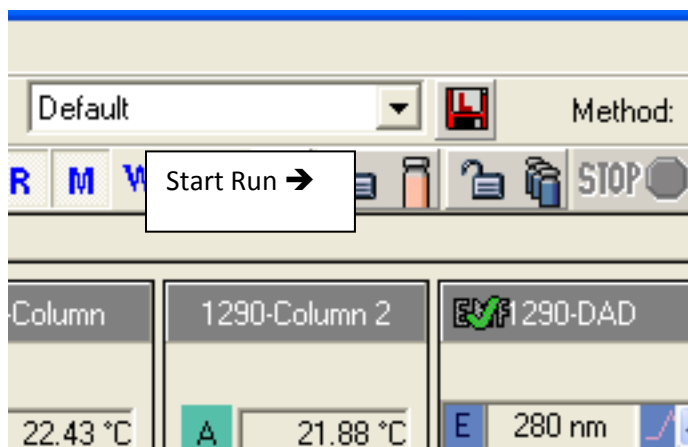 Default
L
Method:
R M
Start Run ➔
STOP
-Column
1290-Column 2
1290-DAD
22.43 °C
A
21.88 °C
E
280 nm